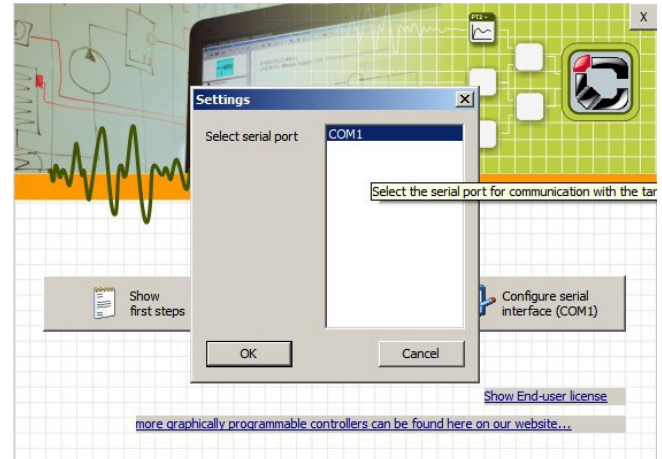 PT2 -
X
Settings
Select serial port
COM1
Select the serial port for communication with the tar
Show
first steps
Configure serial
interface (COM1)
OK
Cancel
Show End-user license
more graphically programmable controllers can be found here on our website...